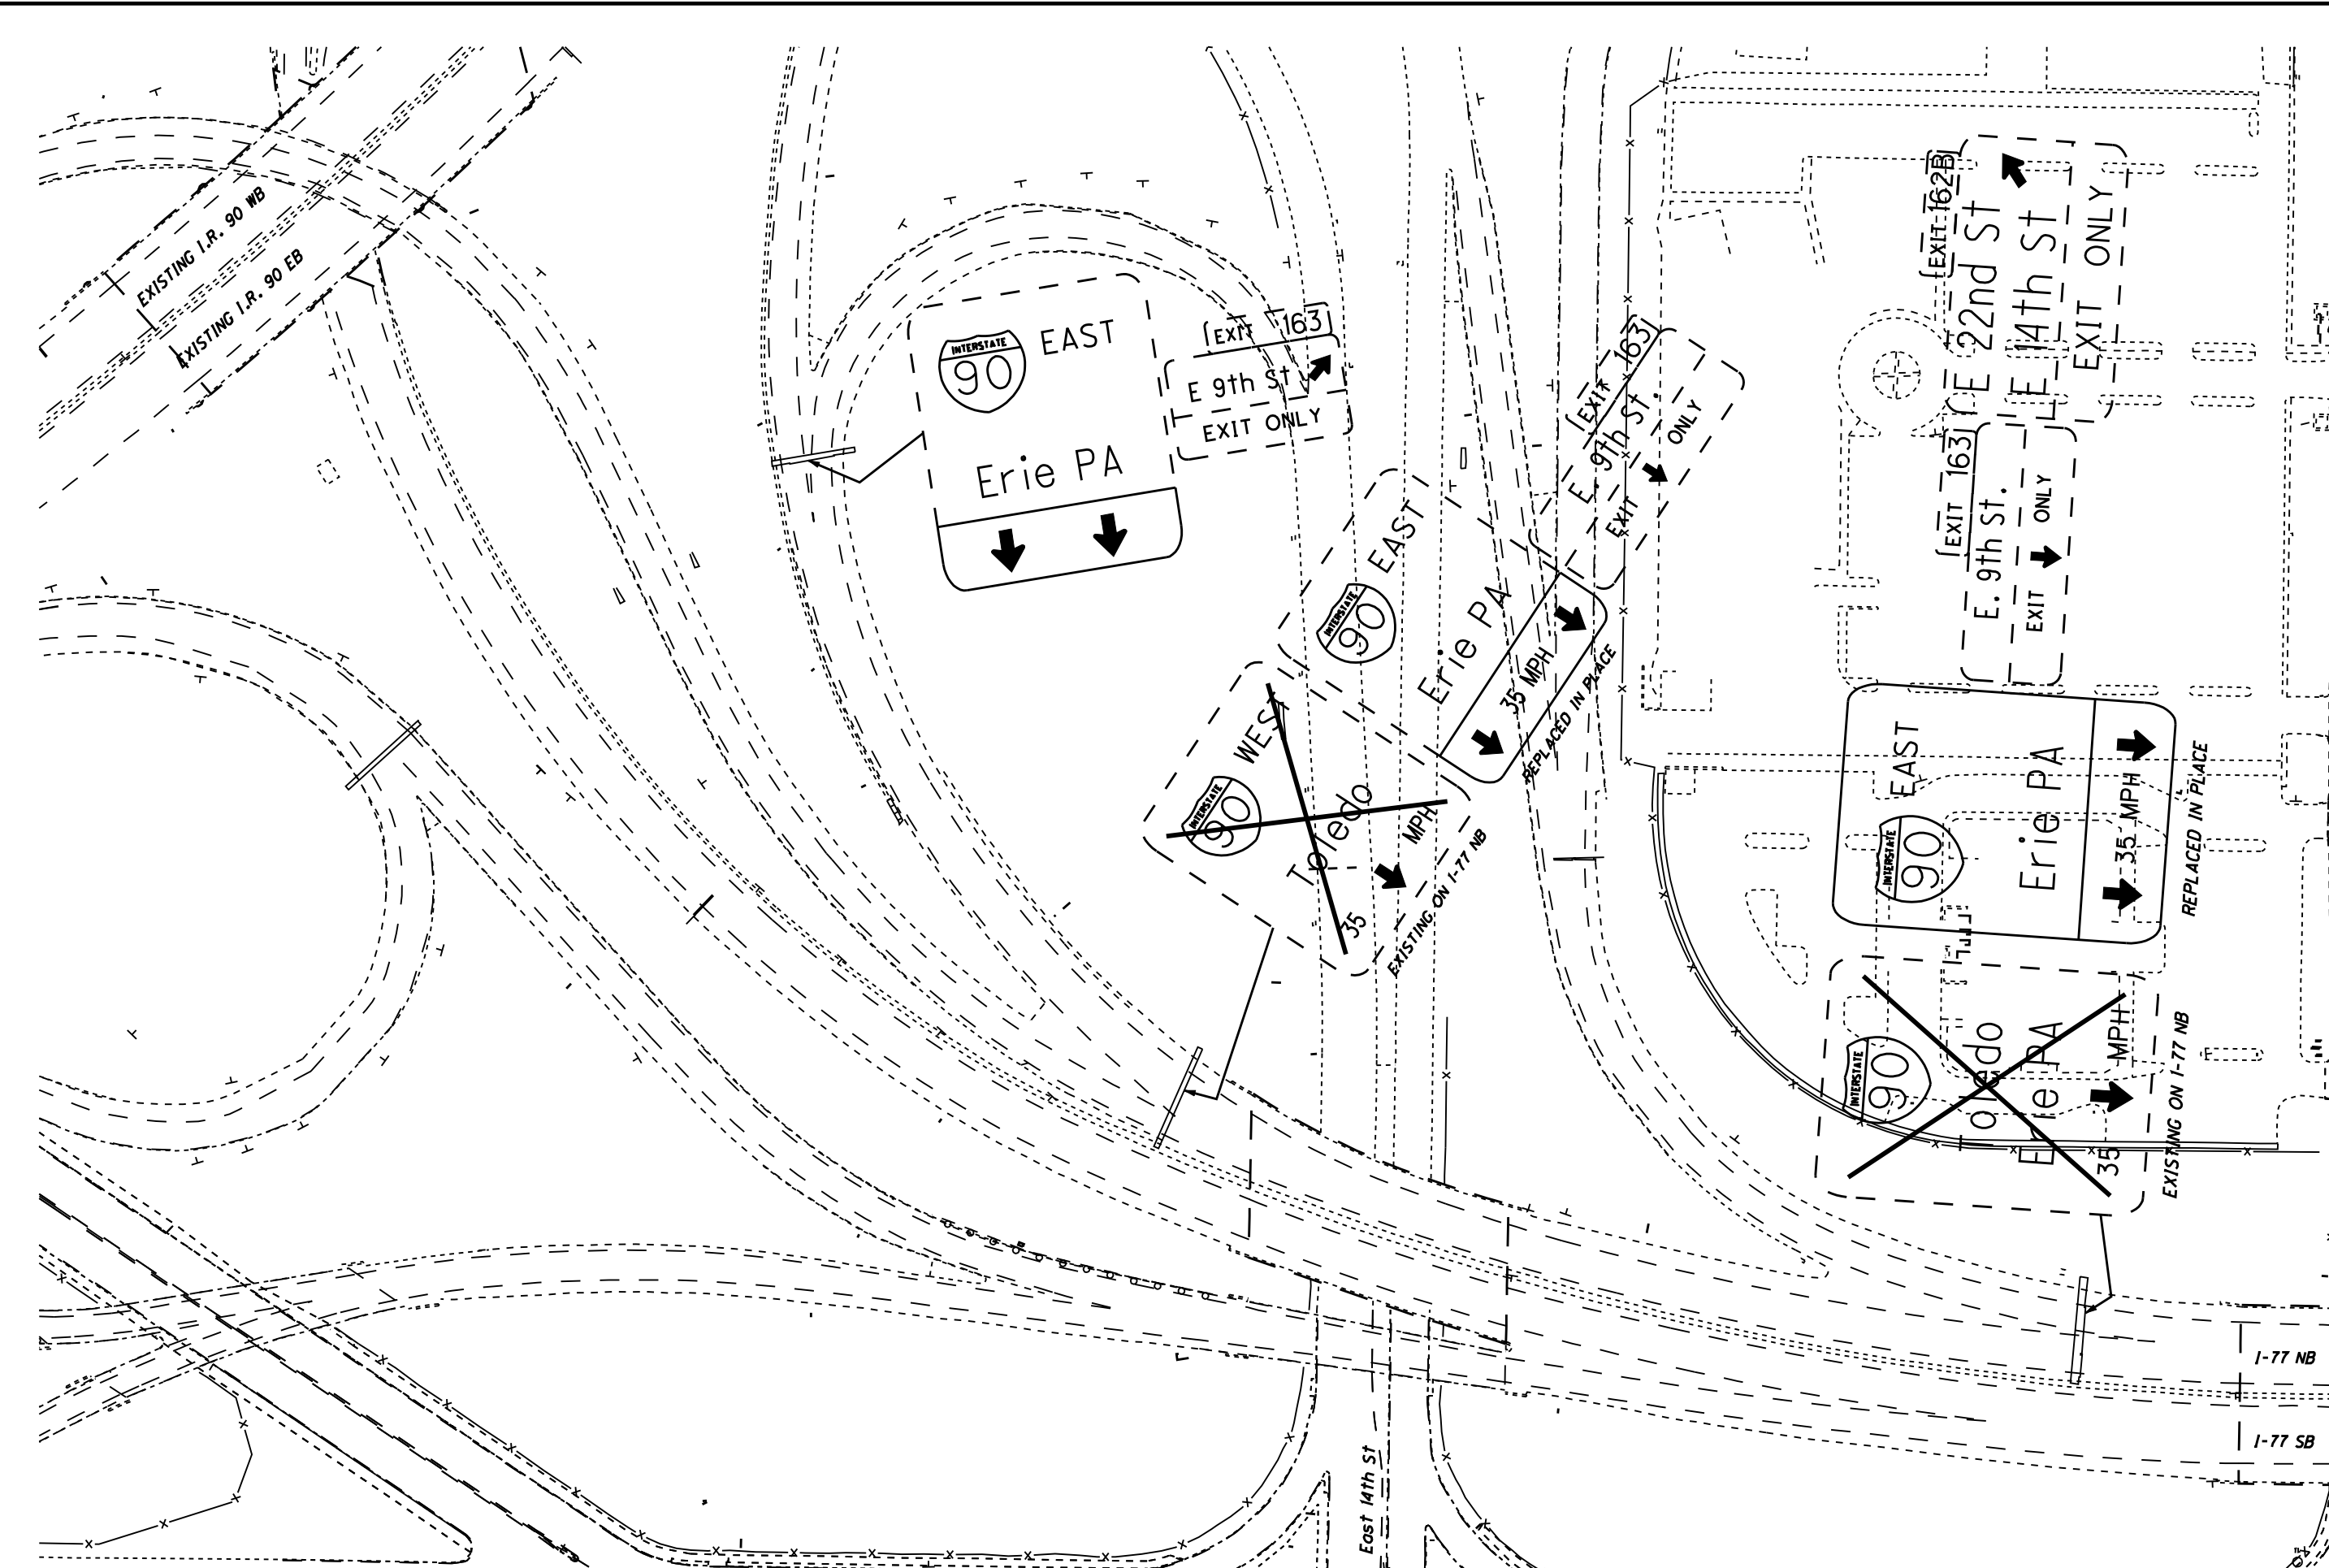 EXISTING I.R. 90 WB
EXISTING I.R. 90 EB
INTERSTATE
90
EAST
Erie PA
EXIT 163
E 9th St
EXIT ONLY
INTERSTATE
90
WEST
Toledo
35 MPH
EXISTING ON I-77 NB
INTERSTATE
90
EAST
Erie PA
35 MPH
REPLACED IN PLACE
EXIT 163
E. 9th St.
EXIT ONLY
EXIT 162B
E 22nd St
E 14th St
EXIT ONLY
EXIT 163
E. 9th St.
EXIT ONLY
INTERSTATE
90
EAST
Erie PA
35 MPH
REPLACED IN PLACE
INTERSTATE
90
Toledo
Erie PA
35 MPH
EXISTING ON I-77 NB
I-77 NB
I-77 SB
East 14th St